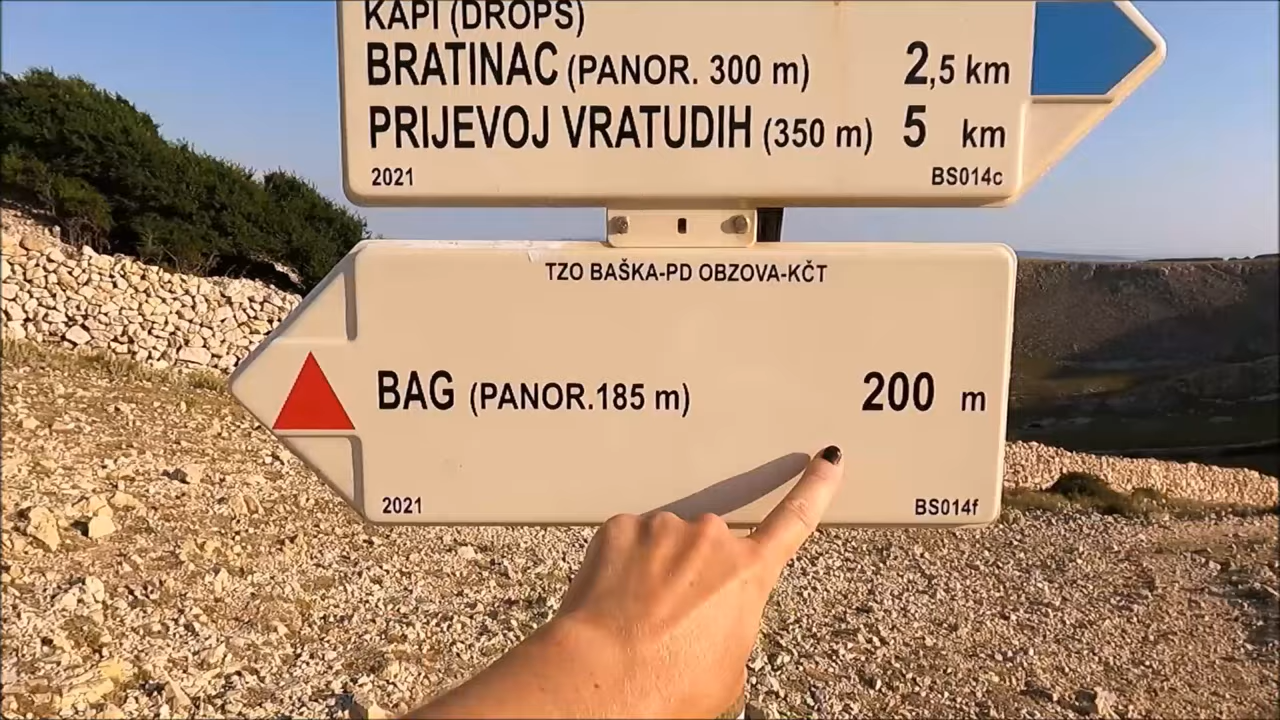 KAPI (DROPS)
BRATINAC (PANOR. 300 m) 2,5 km
PRIJEVOJ VRATUDIH (350 m) 5 km
2021 BS014c
TZO BAŠKA-PD OBZOVA-KČT
BAG (PANOR.185 m) 200 m
2021 BS014f